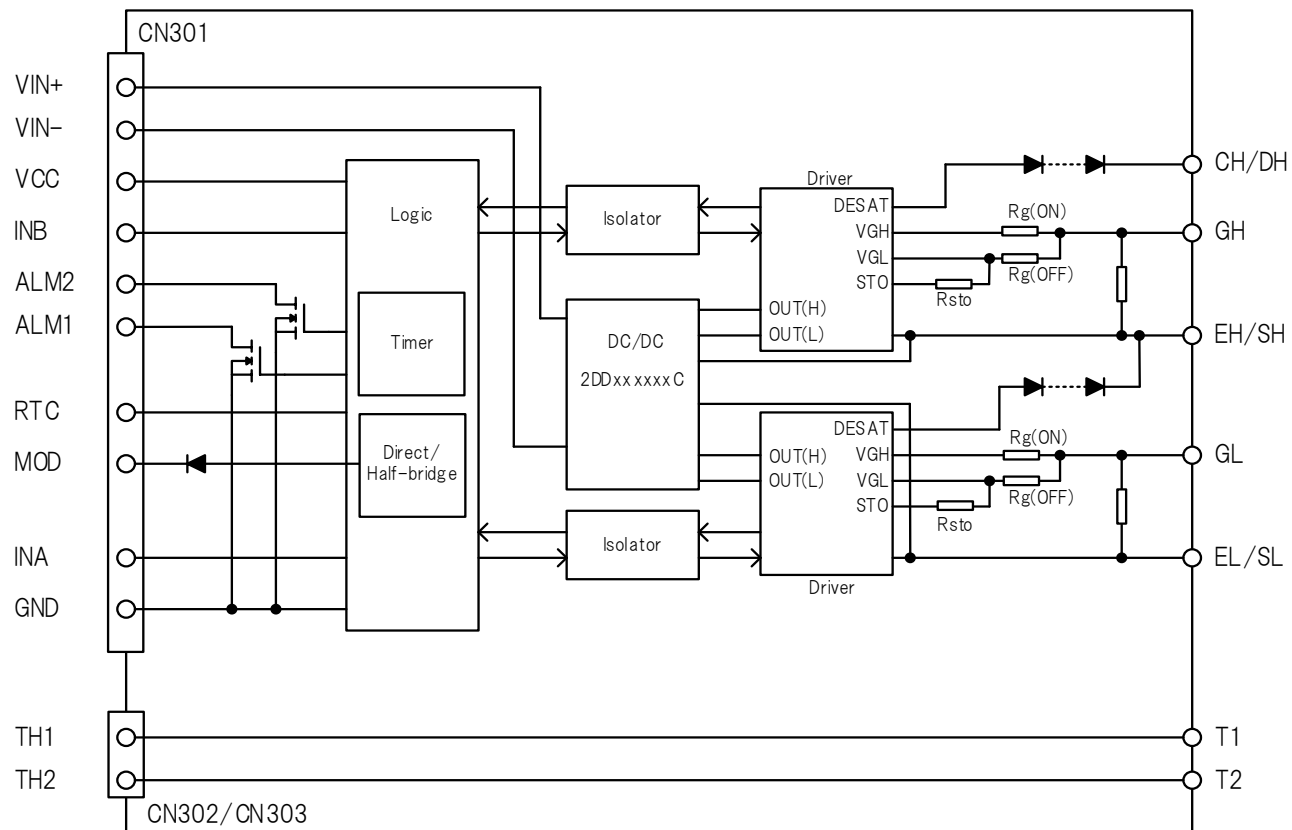 CN301
VIN+
VIN-
VCC
INB
ALM2
ALM1
RTC
MOD
INA
GND
TH1
TH2
CN302/CN303
Logic
Timer
Direct/
Half-bridge
Isolator
DC/DC
2DDxxxxxxC
Isolator
Driver
DESAT
VGH
VGL
STO
OUT(H)
OUT(L)
Rg(ON)
Rg(OFF)
Rsto
DESAT
OUT(H)
VGH
OUT(L)
VGL
STO
Driver
Rg(ON)
Rg(OFF)
Rsto
CH/DH
GH
EH/SH
GL
EL/SL
T1
T2